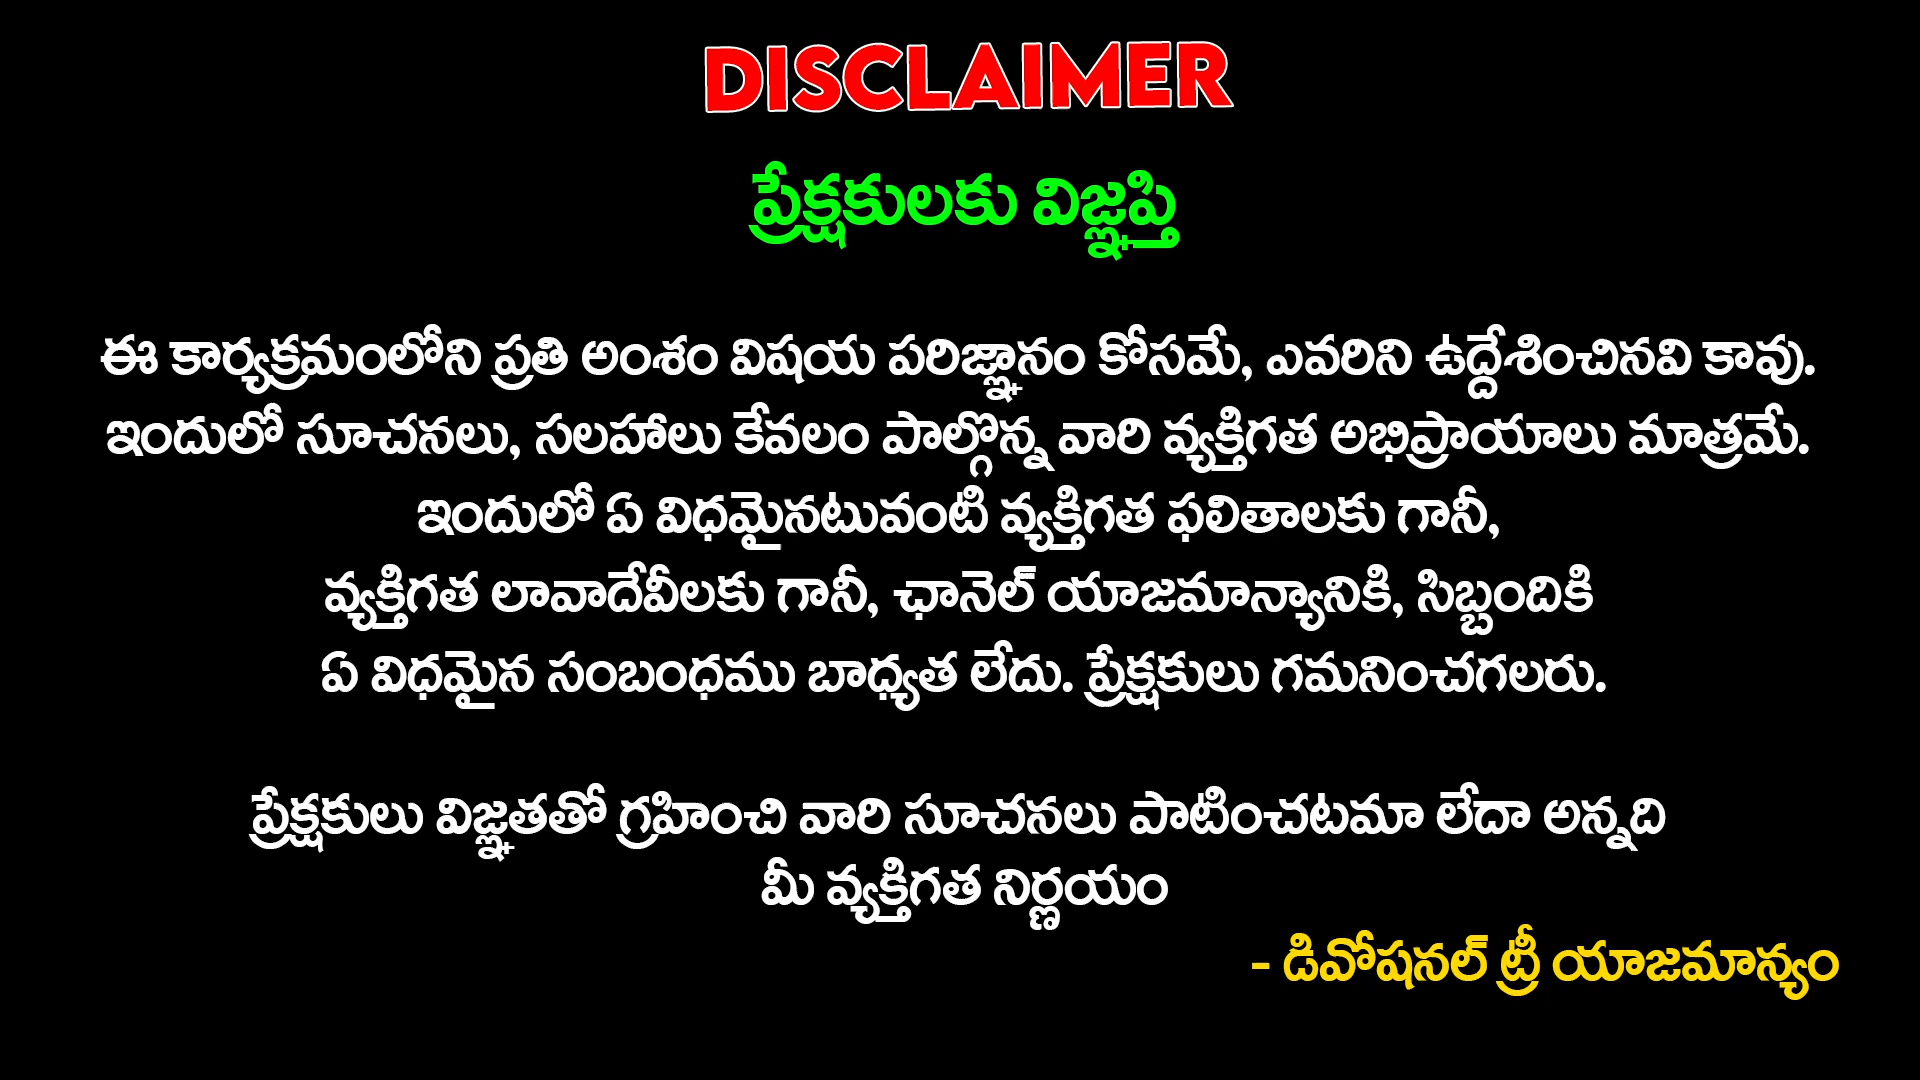 DISCLAIMER
ప్రేక్షకులకు విజ్ఞప్తి
ఈ కార్యక్రమంలోని ప్రతి అంశం విషయ పరిజ్ఞానం కోసమే, ఎవరిని ఉద్దేశించినవి కావు.
ఇందులో సూచనలు, సలహాలు కేవలం పాల్గొన్న వారి వ్యక్తిగత అభిప్రాయాలు మాత్రమే.
ఇందులో ఏ విధమైనటువంటి వ్యక్తిగత ఫలితాలకు గానీ,
వ్యక్తిగత లావాదేవీలకు గానీ, ఛానెల్ యాజమాన్యానికి, సిబ్బందికి
ఏ విధమైన సంబంధము బాధ్యత లేదు. ప్రేక్షకులు గమనించగలరు.
ప్రేక్షకులు విజ్ఞతతో గ్రహించి వారి సూచనలు పాటించటమా లేదా అన్నది
మీ వ్యక్తిగత నిర్ణయం
- డివోషనల్ ట్రీ యాజమాన్యం